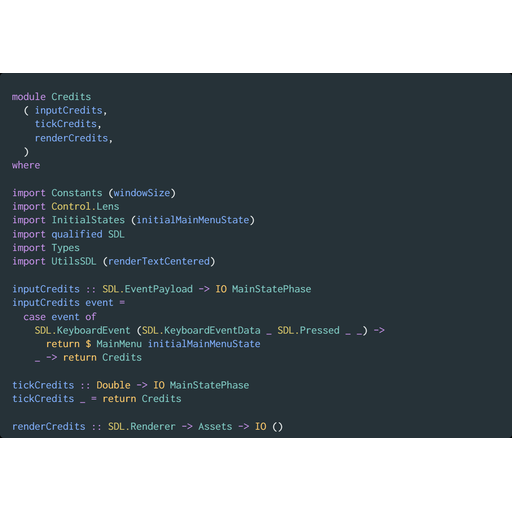 module Credits
  ( inputCredits,
    tickCredits,
    renderCredits,
  )
where

import Constants (windowSize)
import Control.Lens
import InitialStates (initialMainMenuState)
import qualified SDL
import Types
import UtilsSDL (renderTextCentered)

inputCredits :: SDL.EventPayload -> IO MainStatePhase
inputCredits event =
  case event of
    SDL.KeyboardEvent (SDL.KeyboardEventData _ SDL.Pressed _ _) ->
      return $ MainMenu initialMainMenuState
    _ -> return Credits

tickCredits :: Double -> IO MainStatePhase
tickCredits _ = return Credits

renderCredits :: SDL.Renderer -> Assets -> IO ()